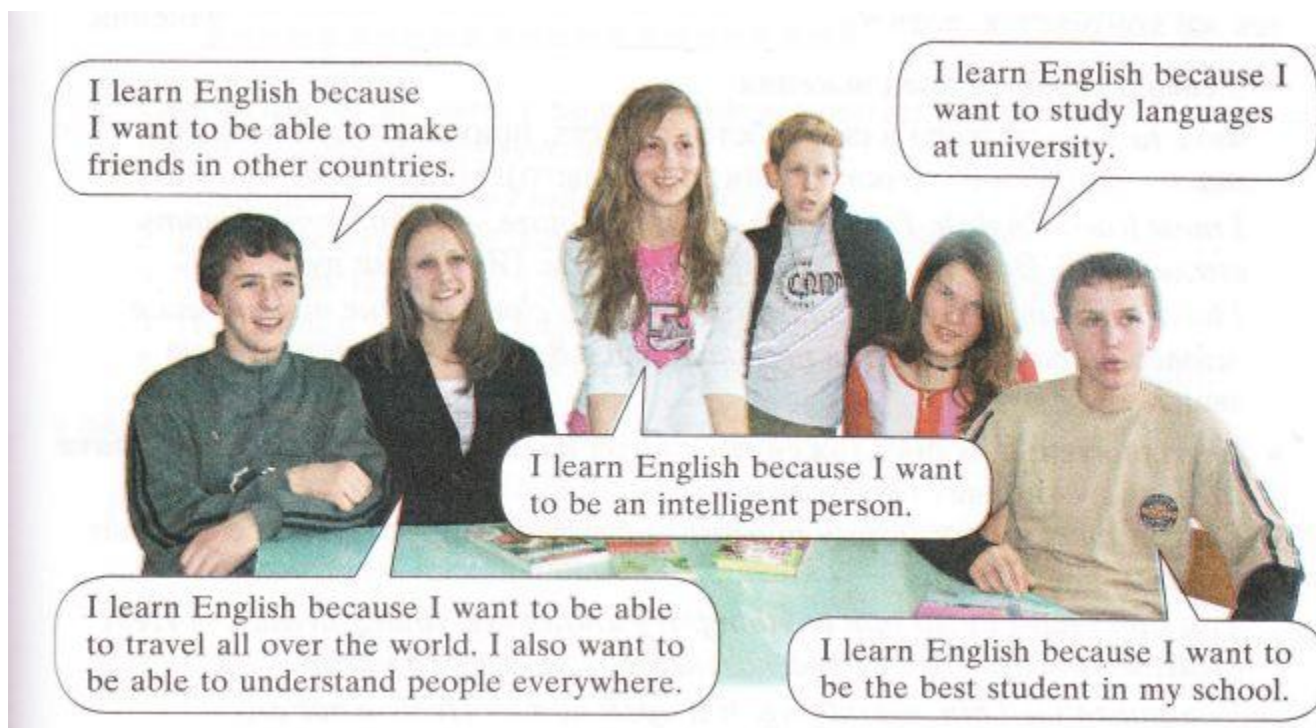 I learn English because
I want to be able to make
friends in other countries.
I learn English because I
want to study languages
at university.
I learn English because I want
to be an intelligent person.
I learn English because I want to be able
to travel all over the world. I also want to
be able to understand people everywhere.
I learn English because I want to
be the best student in my school.